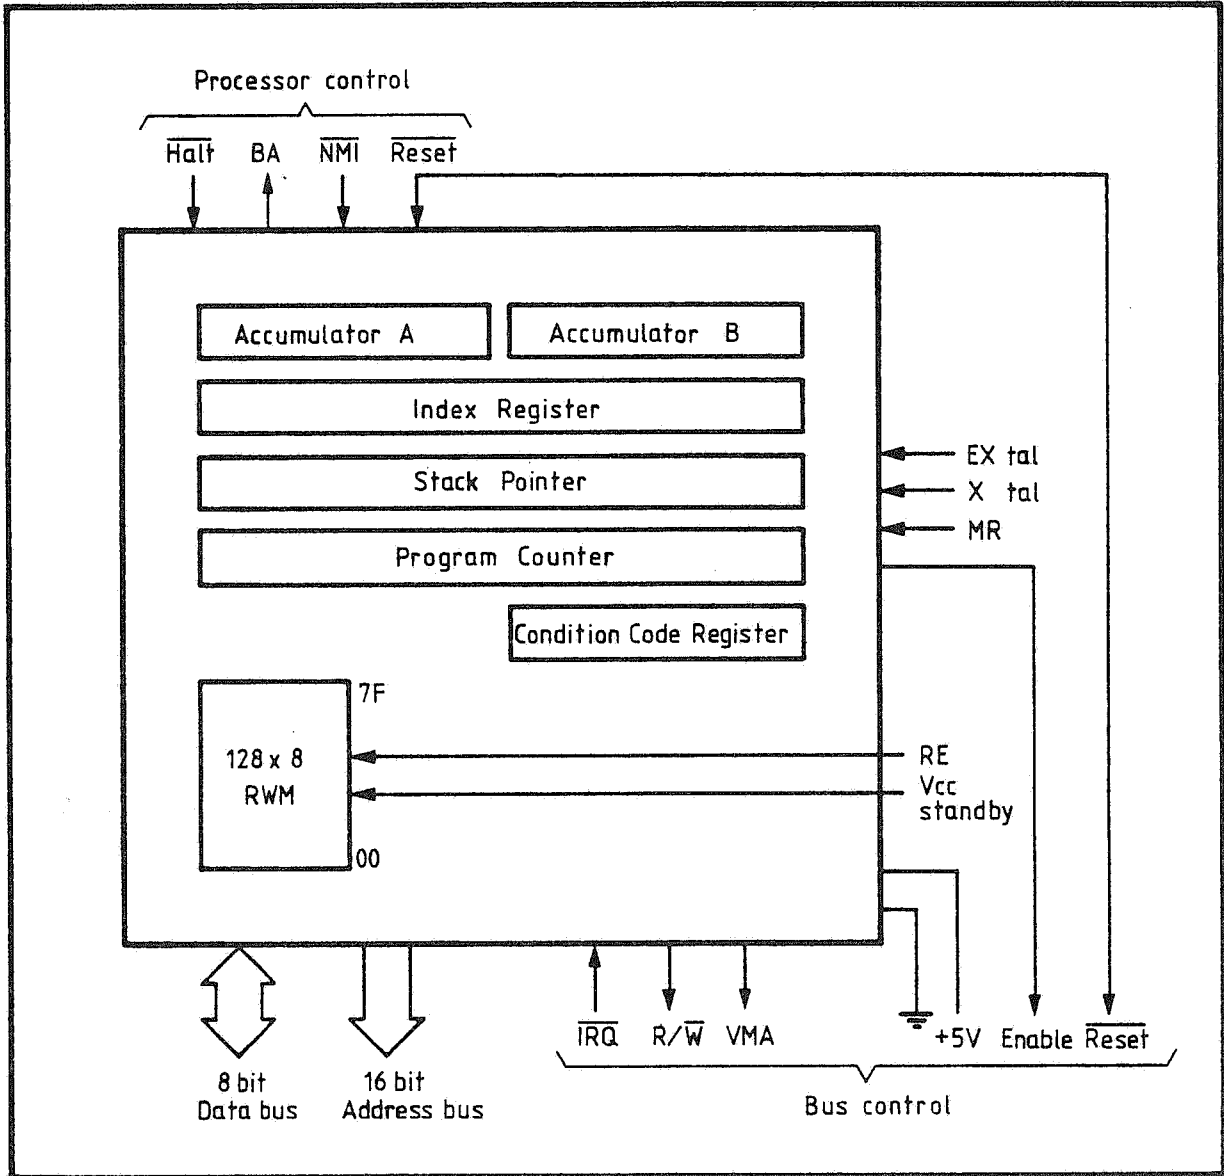 Processor control
Halt BA NMI Reset
Accumulator A
Accumulator B
Index Register
Stack Pointer
Program Counter
Condition Code Register
EX tal
X tal
MR
7F
128 x 8
RWM
00
RE
Vcc
standby
IRQ R/W VMA
+5V Enable Reset
8 bit
Data bus
16 bit
Address bus
Bus control